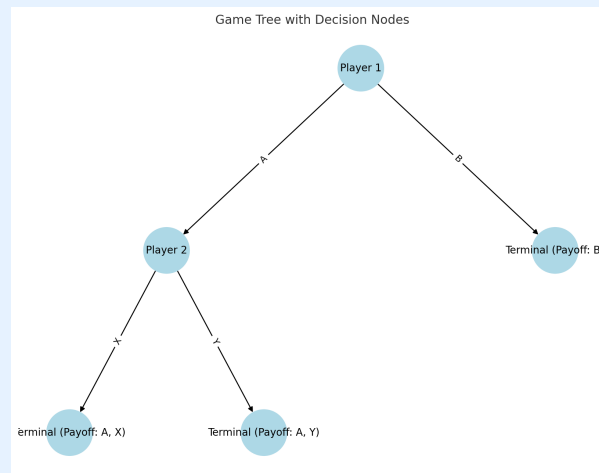 Game Tree with Decision Nodes
Player 1
A
B
Player 2
Terminal (Payoff: B
X
Y
erminal (Payoff: A, X)
Terminal (Payoff: A, Y)